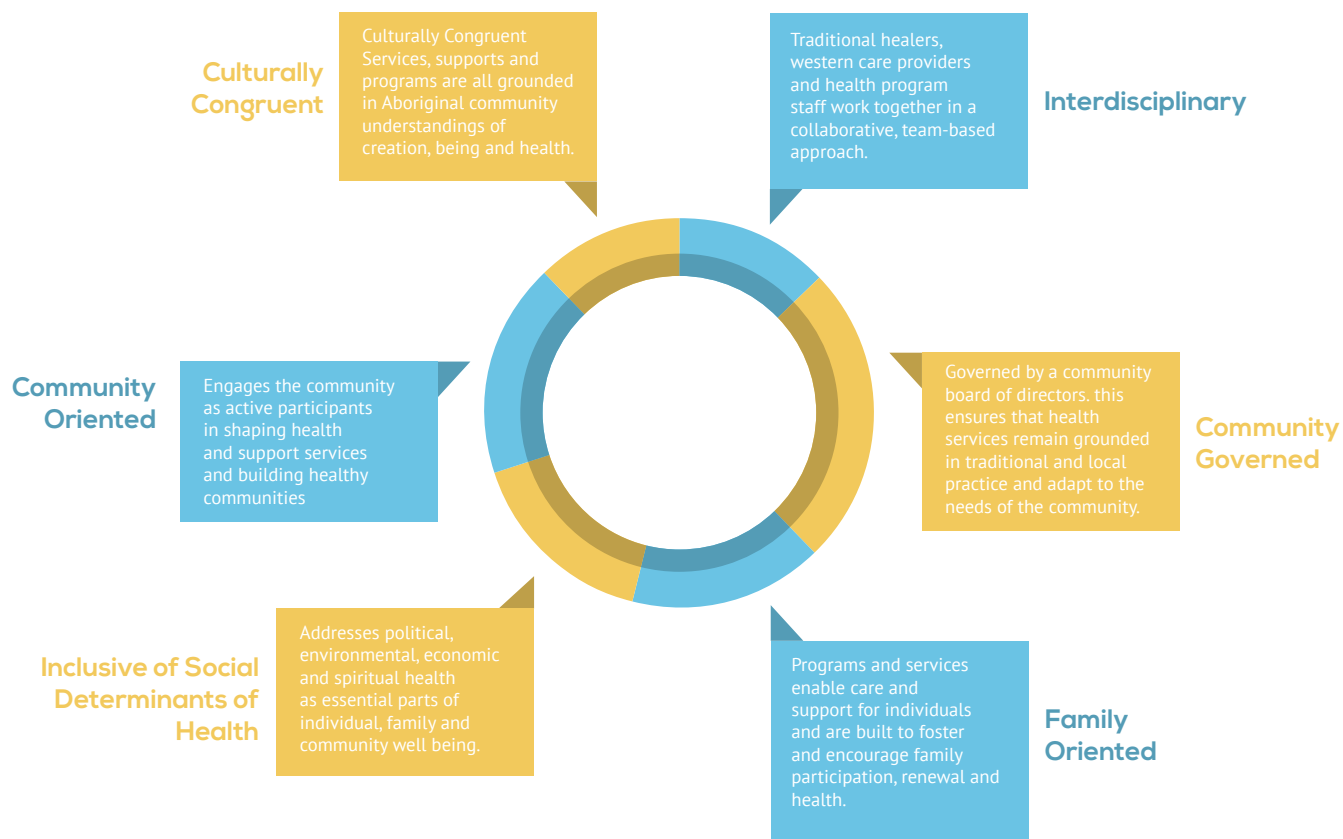 Culturally
Congruent
Culturally Congruent
Services, supports and
programs are all grounded
in Aboriginal community
understandings of
creation, being and health.
Traditional healers,
western care providers
and health program
staff work together in a
collaborative, team-based
approach.
Interdisciplinary
Community
Oriented
Engages the community
as active participants
in shaping health
and support services
and building healthy
communities
Governed by a community
board of directors. this
ensures that health
services remain grounded
in traditional and local
practice and adapt to the
needs of the community.
Community
Governed
Inclusive of Social
Determinants of
Health
Addresses political,
environmental, economic
and spiritual health
as essential parts of
individual, family and
community well being.
Programs and services
enable care and
support for individuals
and are built to foster
and encourage family
participation, renewal and
health.
Family
Oriented